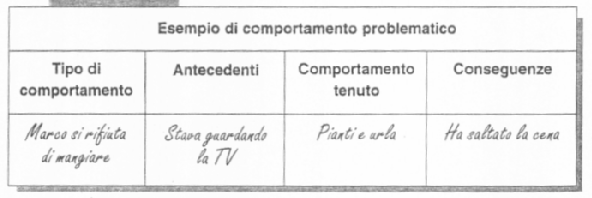 Esempio di comportamento problematico
Tipo di comportamento
Antecedenti
Comportamento tenuto
Conseguenze
Marco si rifiuta di mangiare
Stava guardando la TV
Pianti e urla
Ha saltato la cena